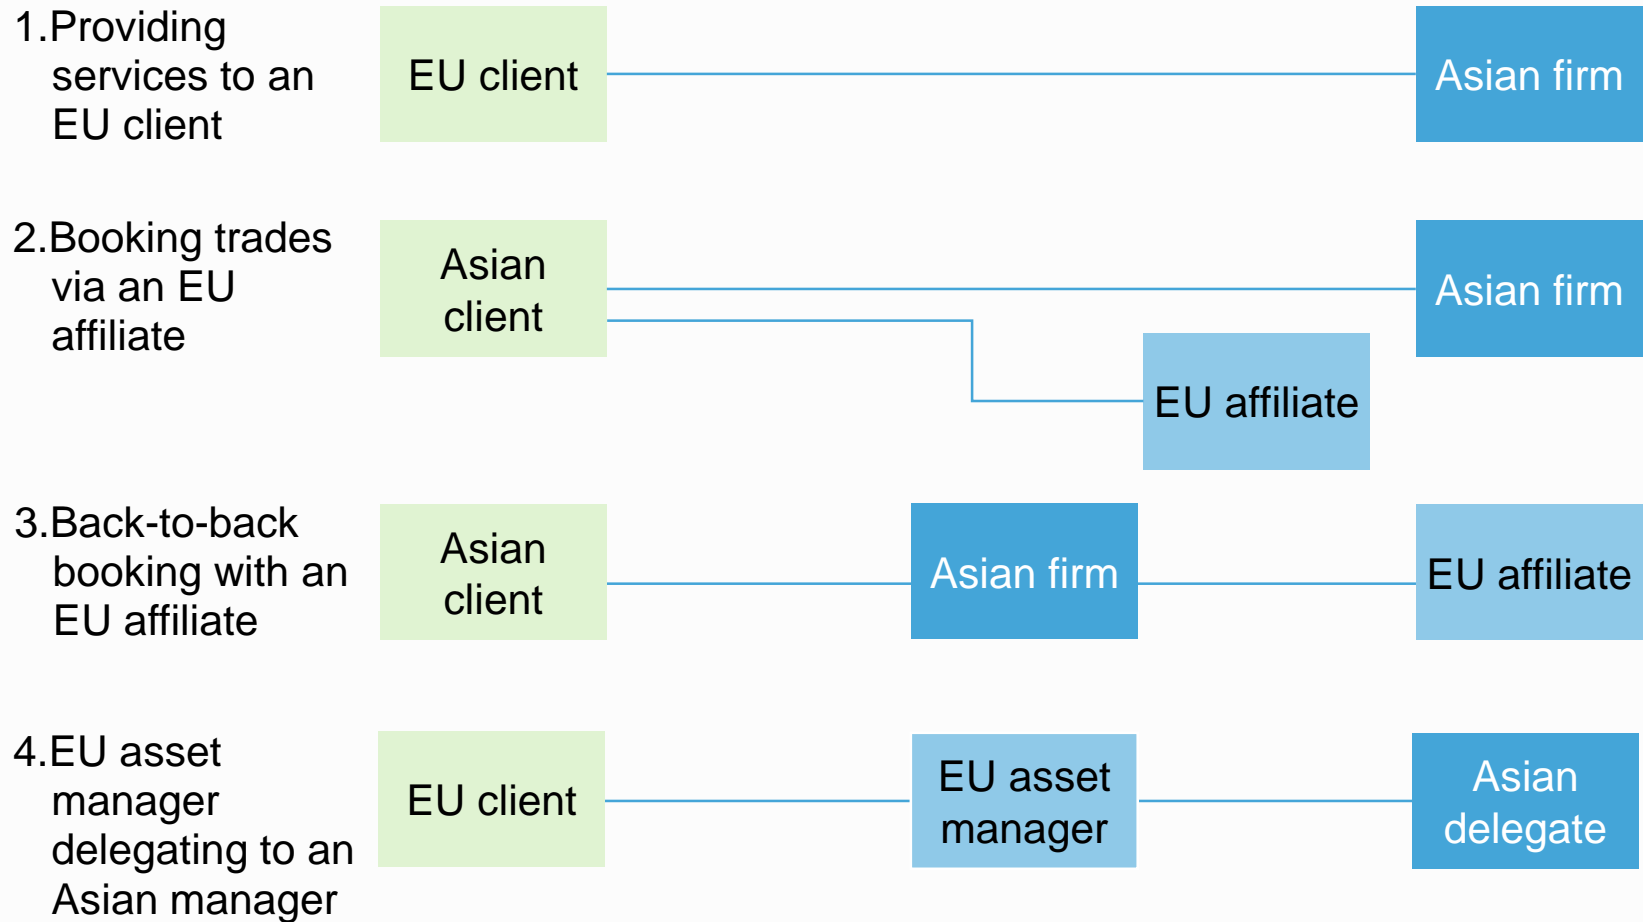 1.Providing
services to an
EU client
EU client
Asian firm
2.Booking trades
via an EU
affiliate
Asian
client
Asian firm
EU affiliate
3.Back-to-back
booking with an
EU affiliate
Asian
client
Asian firm
EU affiliate
4.EU asset
manager
delegating to an
Asian manager
EU client
EU asset
manager
Asian
delegate